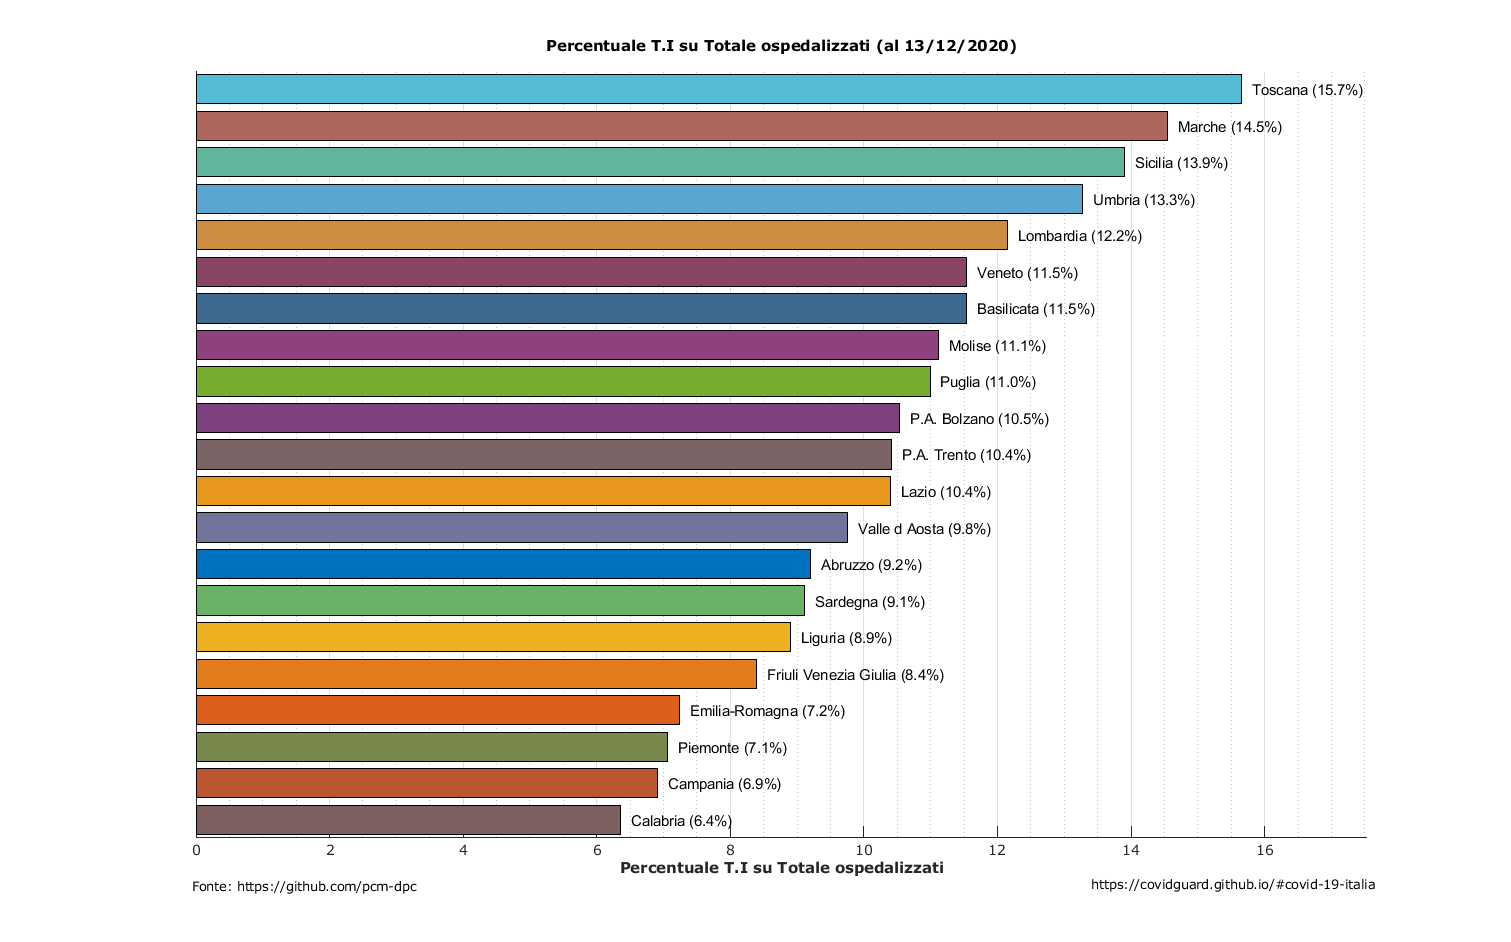 Percentuale T.I su Totale ospedalizzati (al 13/12/2020)
Toscana (15.7%)
Marche (14.5%)
Sicilia (13.9%)
Umbria (13.3%)
Lombardia (12.2%)
Veneto (11.5%)
Basilicata (11.5%)
Molise (11.1%)
Puglia (11.0%)
P.A. Bolzano (10.5%)
P.A. Trento (10.4%)
Lazio (10.4%)
Valle d Aosta (9.8%)
Abruzzo (9.2%)
Sardegna (9.1%)
Liguria (8.9%)
Friuli Venezia Giulia (8.4%)
Emilia-Romagna (7.2%)
Piemonte (7.1%)
Campania (6.9%)
Calabria (6.4%)
0 2 4 6 8 10 12 14 16
Percentuale T.I su Totale ospedalizzati
Fonte: https://github.com/pcm-dpc
https://covidguard.github.io/#covid-19-italia